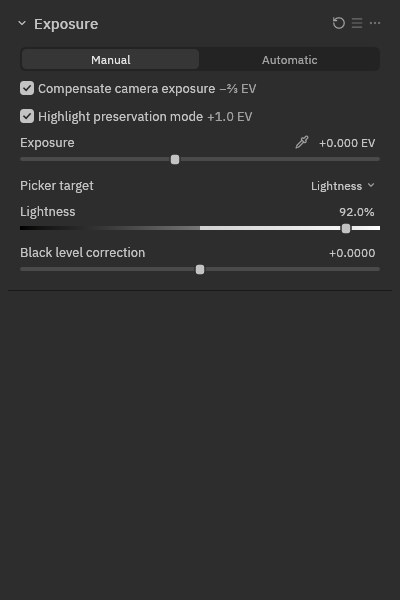 Exposure
Manual Automatic
Compensate camera exposure −⅔ EV
Highlight preservation mode +1.0 EV
Exposure +0.000 EV
Picker target Lightness
Lightness 92.0%
Black level correction +0.0000